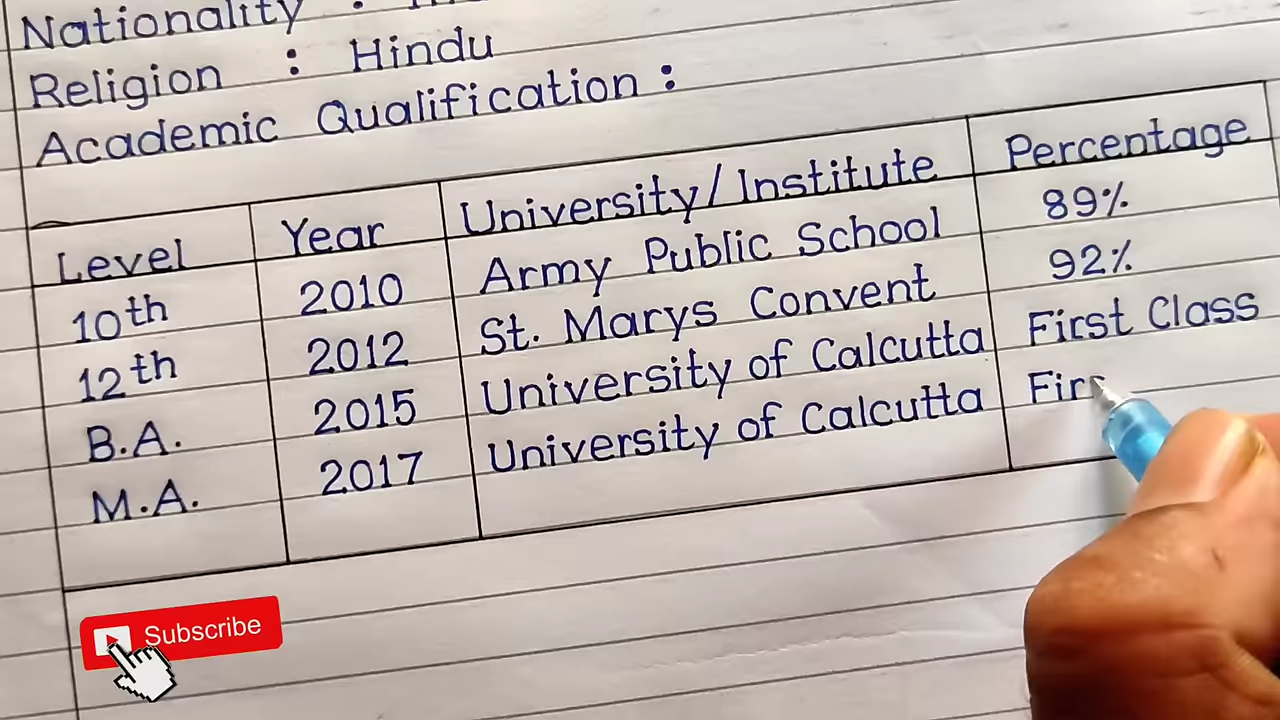 Nationality :
Religion : Hindu
Academic Qualification :
Level Year University/Institute Percentage
10th 2010 Army Public School 89%
12th 2012 St. Marys Convent 92%
B.A. 2015 University of Calcutta First Class
M.A. 2017 University of Calcutta Firs
Subscribe